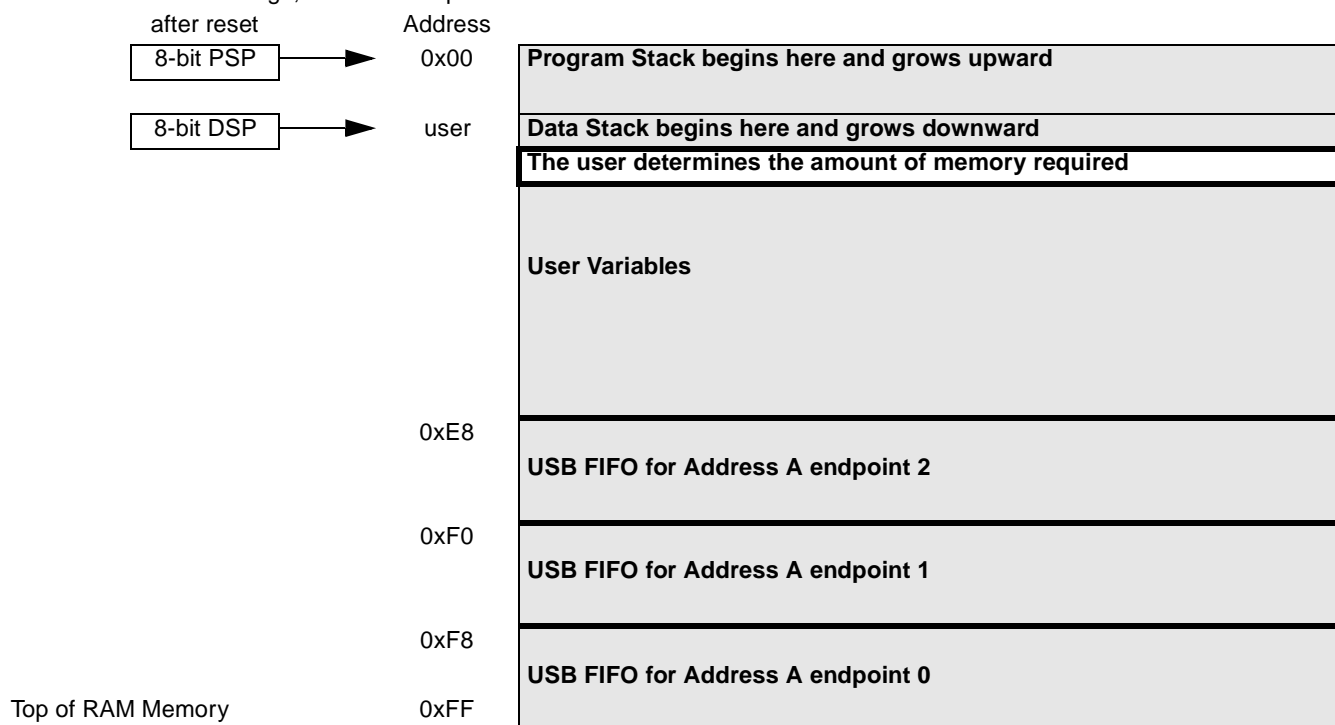 after reset Address
8-bit PSP 0x00 Program Stack begins here and grows upward
8-bit DSP user Data Stack begins here and grows downward
The user determines the amount of memory required
User Variables
0xE8
USB FIFO for Address A endpoint 2
0xF0
USB FIFO for Address A endpoint 1
0xF8
USB FIFO for Address A endpoint 0
Top of RAM Memory 0xFF